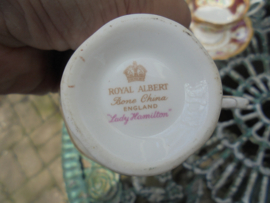 ROYAL ALBERT
Bone China
ENGLAND
"Lady Hamilton"